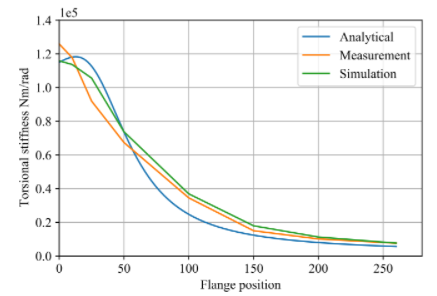 1e5
1.4
1.2
1.0
0.8
0.6
0.4
0.2
0.0
0 50 100 150 200 250
Torsional stiffness Nm/rad
Flange position
Analytical
Measurement
Simulation